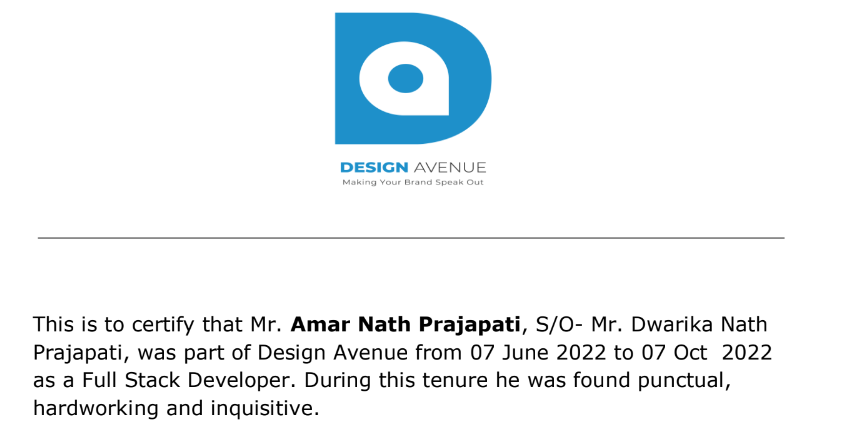 DESIGN AVENUE
Making Your Brand Speak Out
This is to certify that Mr. Amar Nath Prajapati, S/O- Mr. Dwarika Nath
Prajapati, was part of Design Avenue from 07 June 2022 to 07 Oct  2022
as a Full Stack Developer. During this tenure he was found punctual,
hardworking and inquisitive.